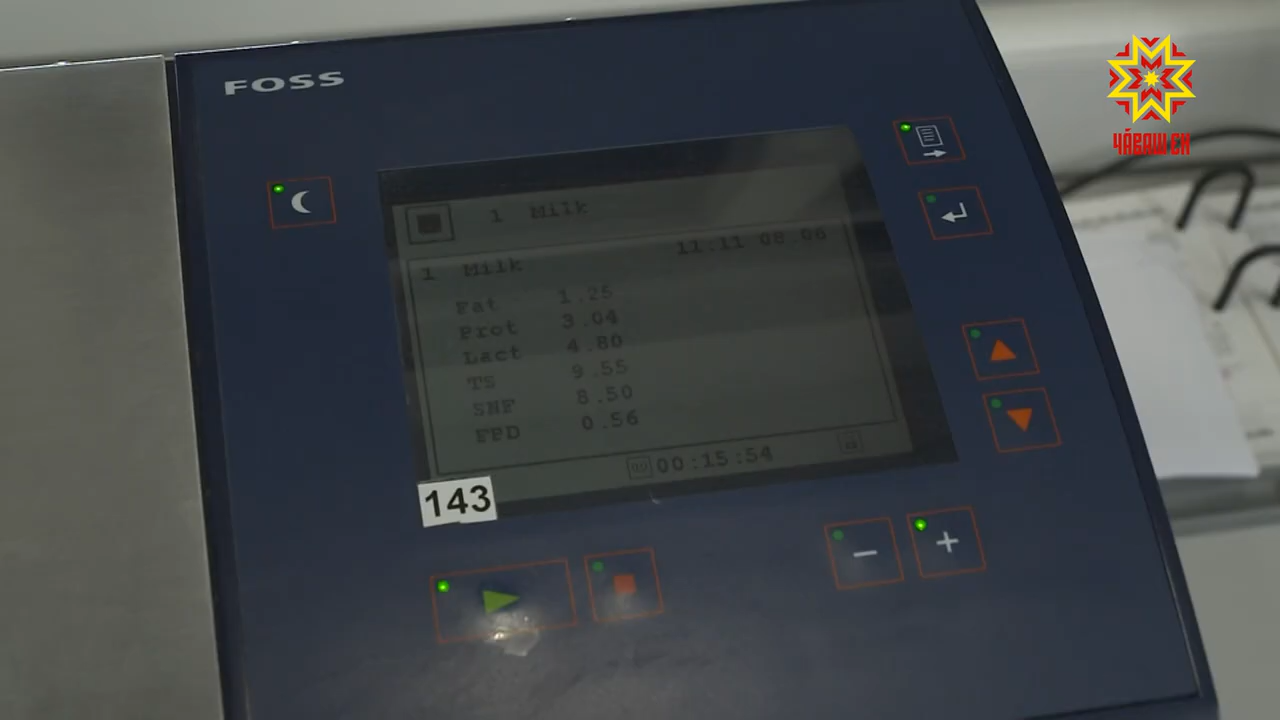 FOSS
ЧӐВАШ ЕН
1 Milk
11:11 08.06
1 Milk
Fat 1.25
Prot 3.04
Lact 4.80
TS 9.55
SNF 8.50
FPD 0.56
00:15:54
143